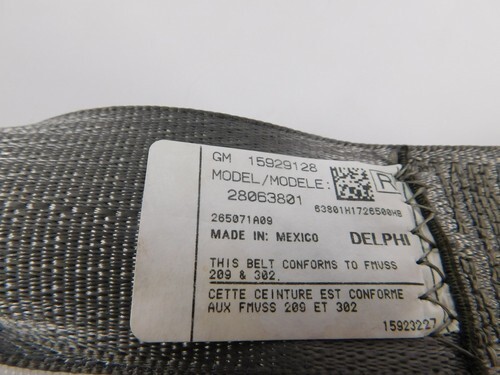 GM 15929128
MODEL/MODELE:
28063801
R
63801H1726500HB
265071A09
MADE IN: MEXICO DELPHI
THIS BELT CONFORMS TO FMVSS
209 & 302.
CETTE CEINTURE EST CONFORME
AUX FMVSS 209 ET 302
15923227